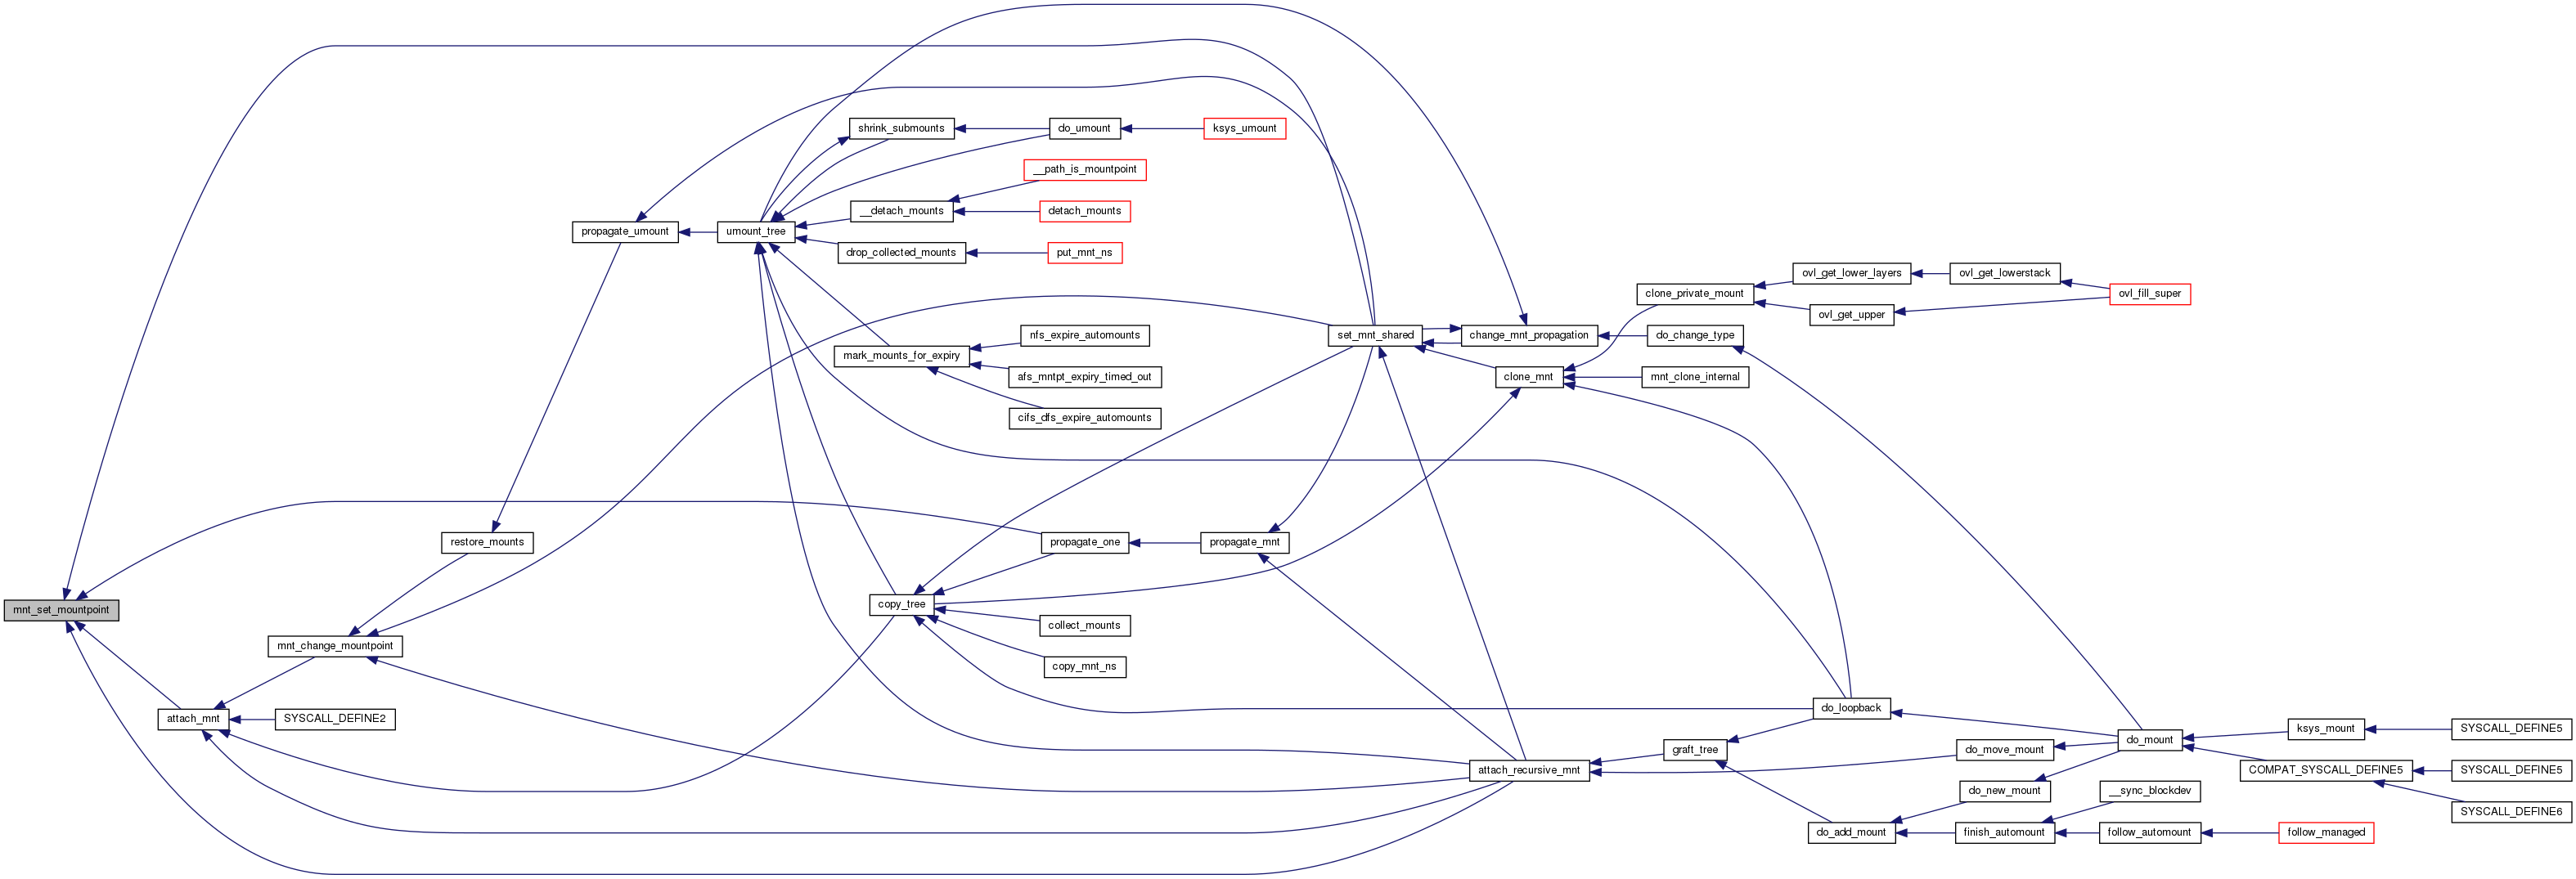 shrink_submounts
do_umount
ksys_umount
__path_is_mountpoint
__detach_mounts
detach_mounts
propagate_umount
umount_tree
drop_collected_mounts
put_mnt_ns
ovl_get_lower_layers
ovl_get_lowerstack
clone_private_mount
ovl_fill_super
ovl_get_upper
nfs_expire_automounts
set_mnt_shared
change_mnt_propagation
do_change_type
mark_mounts_for_expiry
afs_mntpt_expiry_timed_out
clone_mnt
mnt_clone_internal
cifs_dfs_expire_automounts
restore_mounts
propagate_one
propagate_mnt
mnt_set_mountpoint
copy_tree
collect_mounts
mnt_change_mountpoint
copy_mnt_ns
attach_mnt
SYSCALL_DEFINE2
do_loopback
ksys_mount
SYSCALL_DEFINE5
graft_tree
do_move_mount
do_mount
attach_recursive_mnt
COMPAT_SYSCALL_DEFINE5
SYSCALL_DEFINE5
do_new_mount
__sync_blockdev
SYSCALL_DEFINE6
do_add_mount
finish_automount
follow_automount
follow_managed